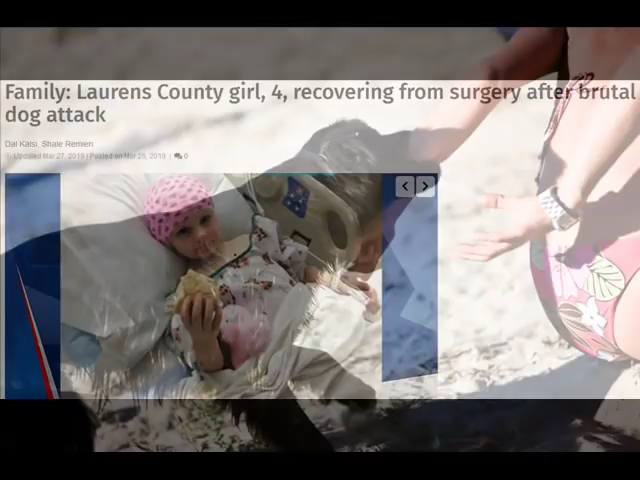 Family: Laurens County girl, 4, recovering from surgery after brutal
dog attack
Dal Kalsi, Shale Remien
Updated Mar 27, 2019 | Posted on Mar 26, 2019 | 0